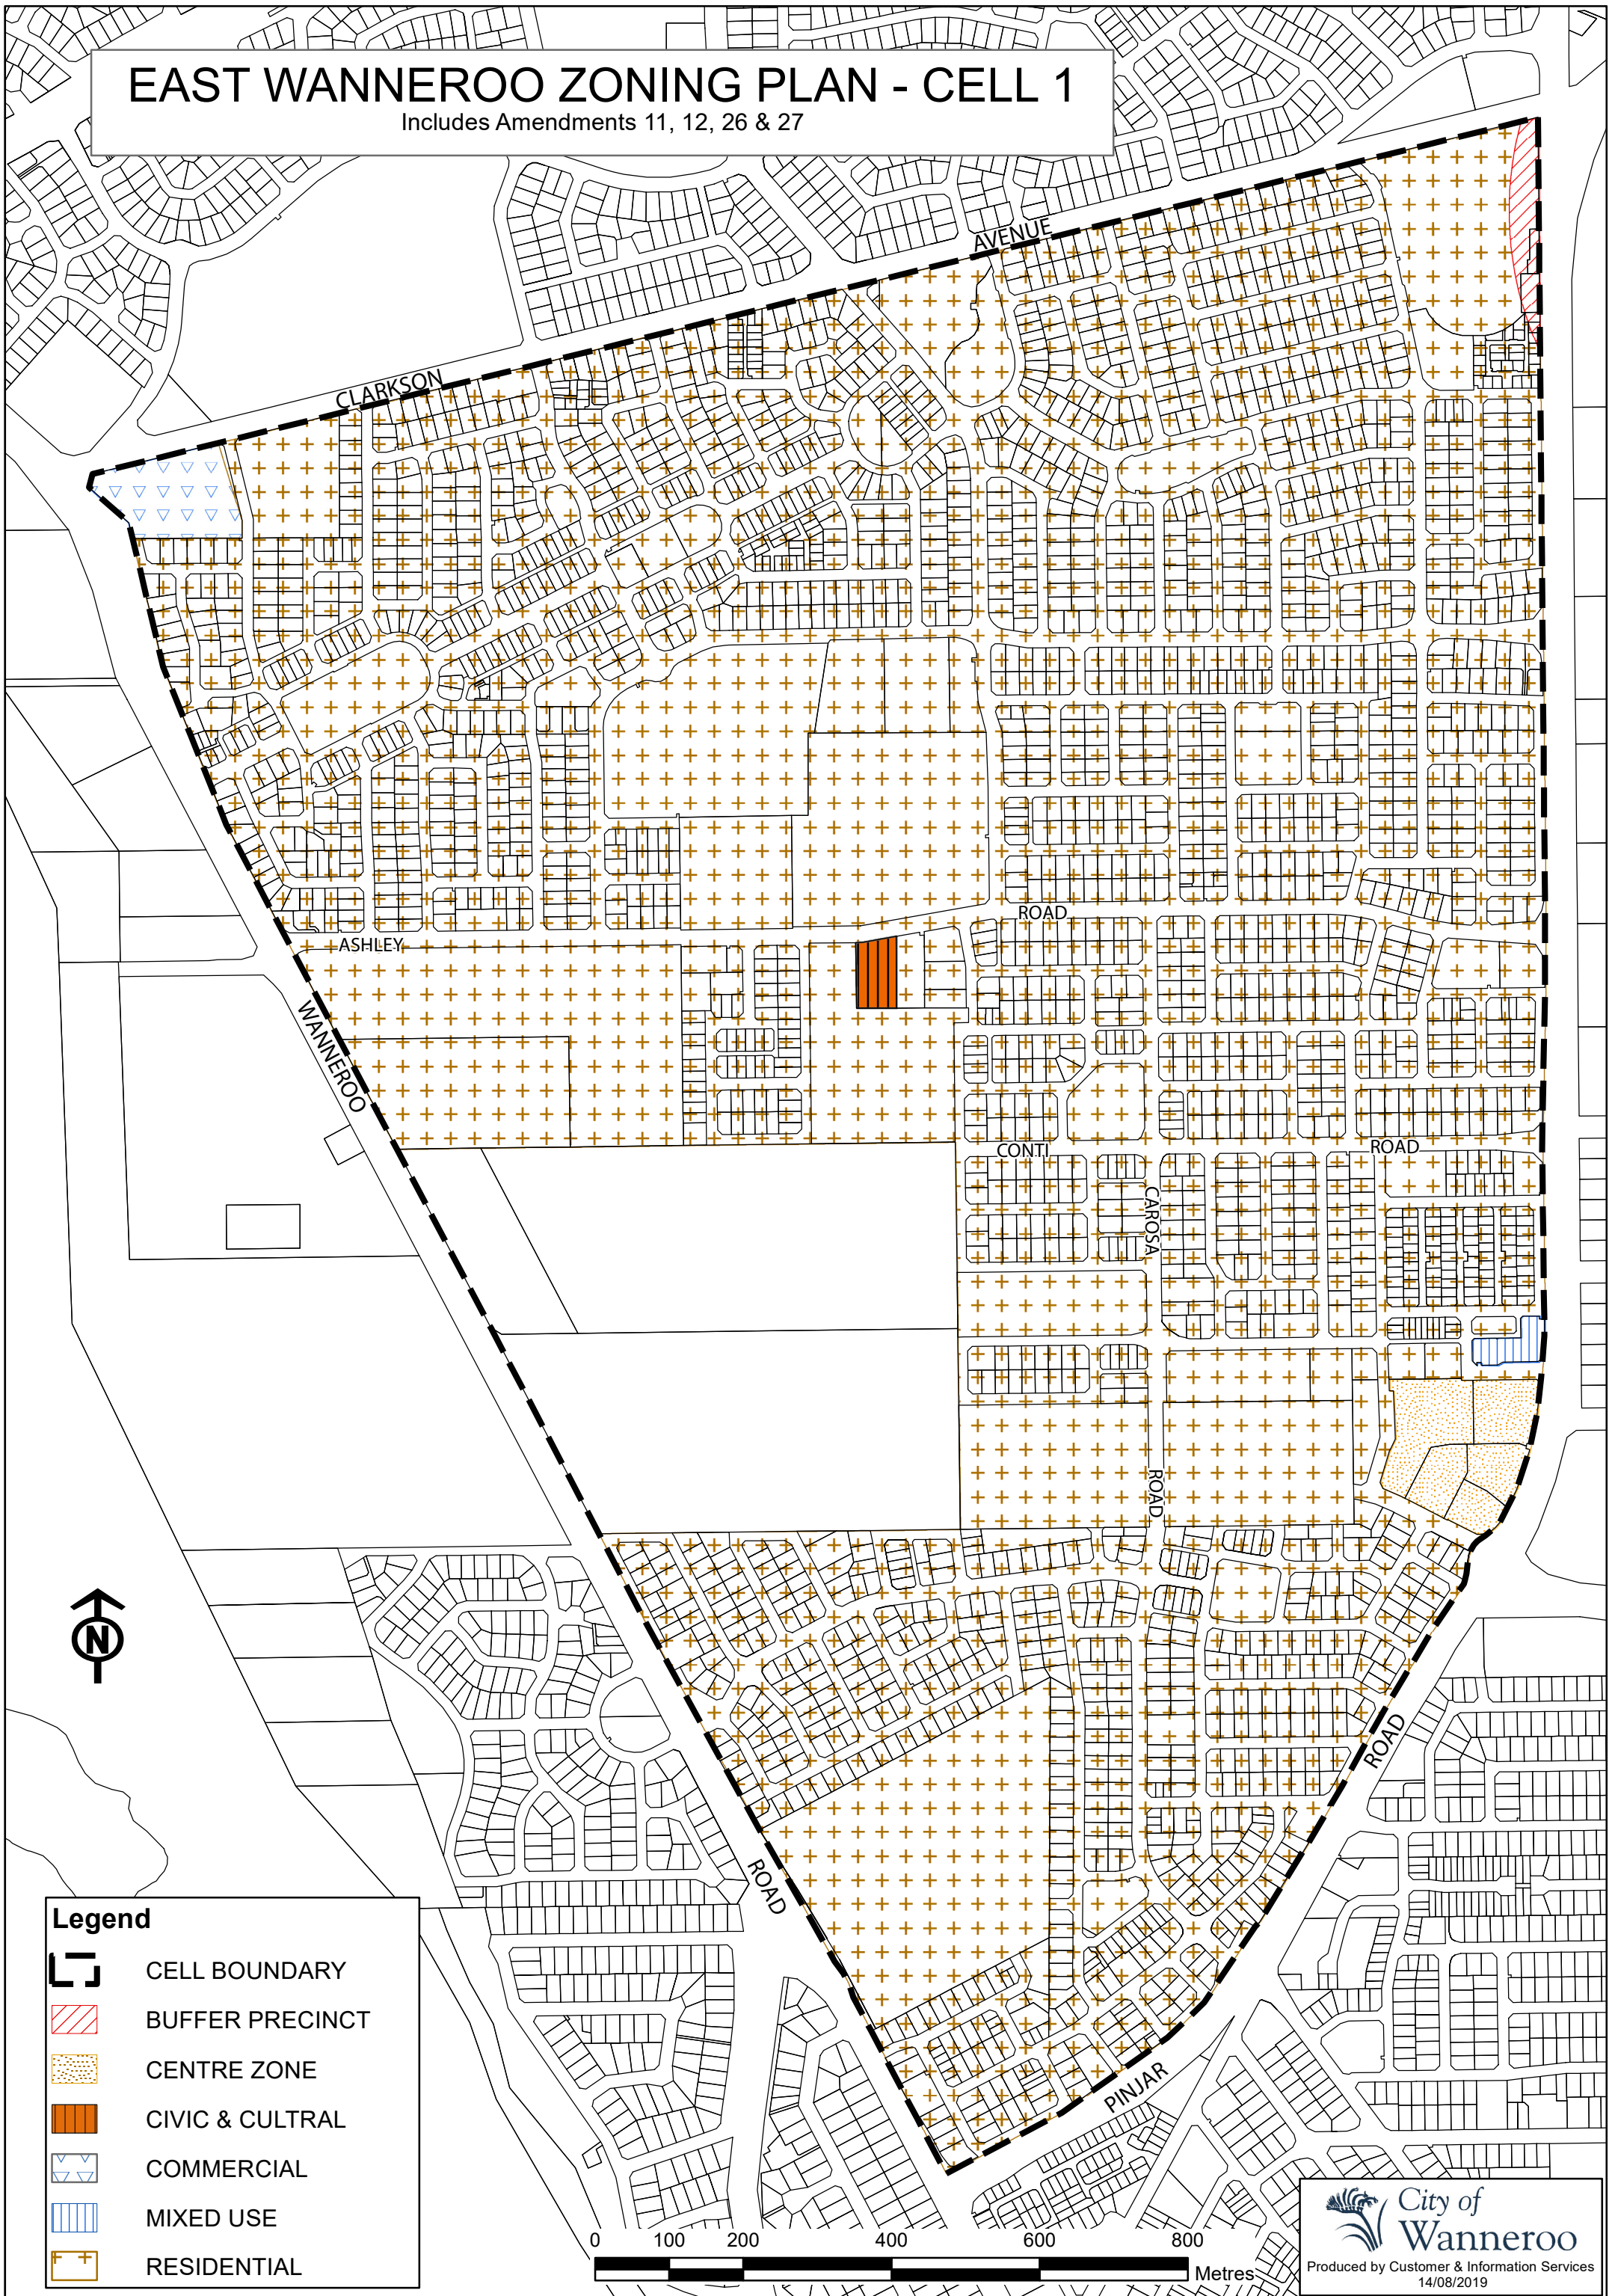 EAST WANNEROO ZONING PLAN - CELL 1
Includes Amendments 11, 12, 26 & 27
AVENUE
CLARKSON
ROAD
ASHLEY
WANNEROO
CONTI
ROAD
CAROSA
ROAD
N
ROAD
ROAD
PINJAR
Legend
CELL BOUNDARY
BUFFER PRECINCT
CENTRE ZONE
CIVIC & CULTRAL
COMMERCIAL
MIXED USE
RESIDENTIAL
0 100 200 400 600 800
Metres
City of
Wanneroo
Produced by Customer & Information Services
14/08/2019